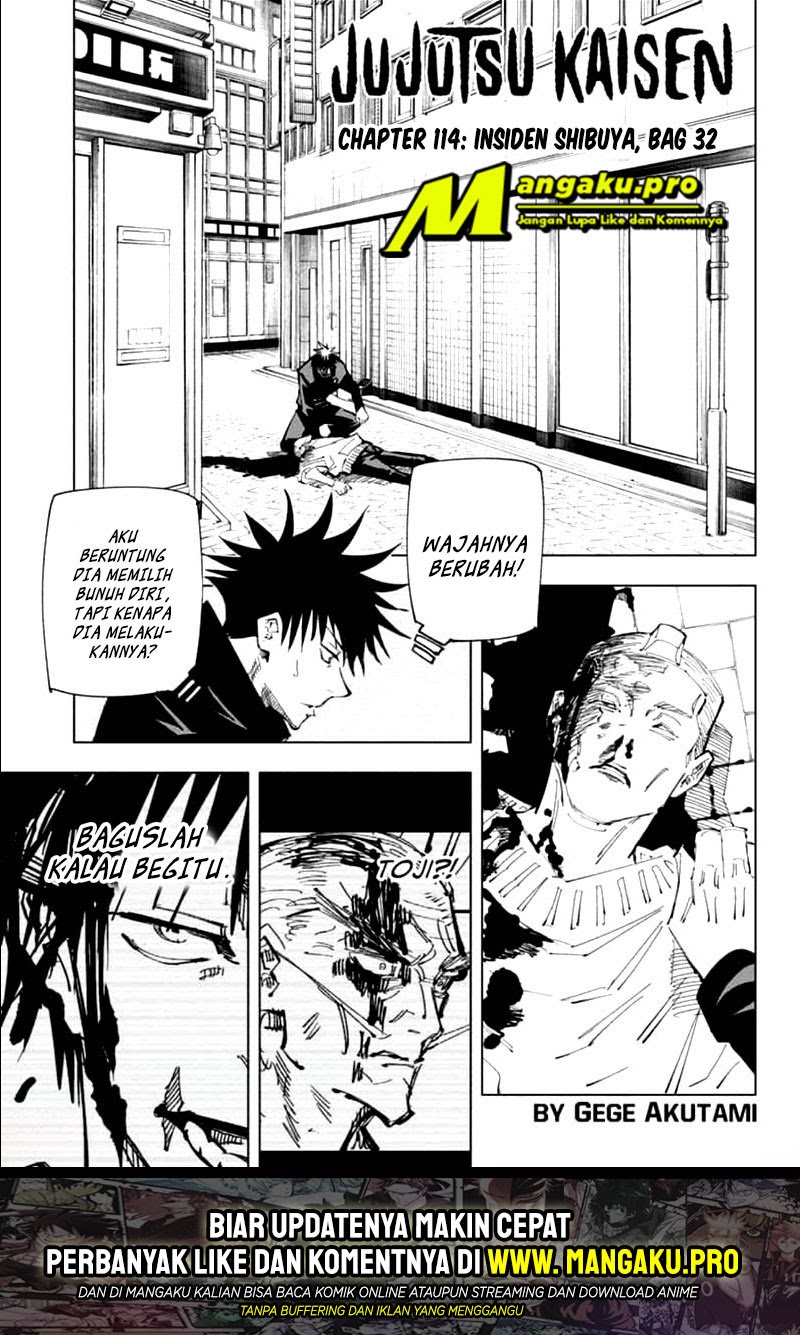 JUJUTSU KAISEN
CHAPTER 114: INSIDEN SHIBUYA, BAG 32
Mangaku.pro
Jangan Lupa Like dan Komennya
WAJAHNYA
BERUBAH!
AKU
BERUNTUNG
DIA MEMILIH
BUNUH DIRI,
TAPI KENAPA
DIA MELAKU-
KANNYA?
TOJI?!
BAGUSLAH
KALAU BEGITU.
BY GEGE AKUTAMI
BIAR UPDATENYA MAKIN CEPAT
PERBANYAK LIKE DAN KOMENTNYA DI WWW. MANGAKU.PRO
DAN DI MANGAKU KALIAN BISA BACA KOMIK ONLINE ATAUPUN STREAMING DAN DOWNLOAD ANIME
TANPA BUFFERING DAN IKLAN YANG MENGGANGU